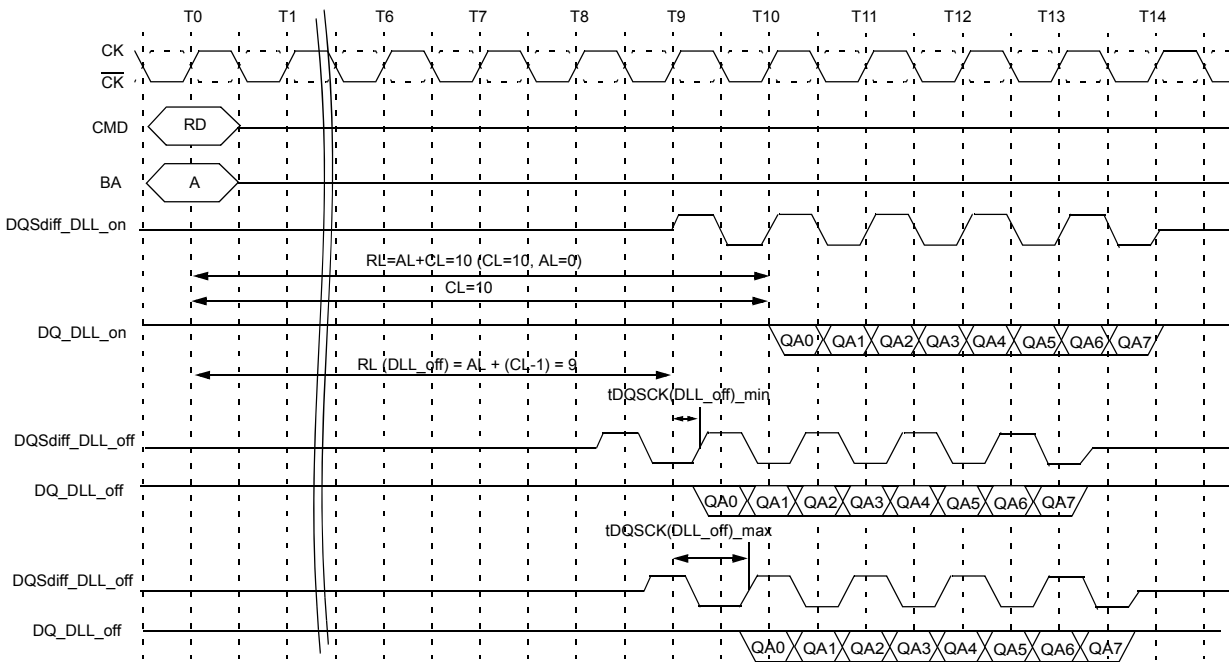 T0 T1 T6 T7 T8 T9 T10 T11 T12 T13 T14
CK
CK
CMD RD
BA A
DQSdiff_DLL_on
RL=AL+CL=10 (CL=10, AL=0)
CL=10
DQ_DLL_on QA0 QA1 QA2 QA3 QA4 QA5 QA6 QA7
RL (DLL_off) = AL + (CL-1) = 9
tDQSCK(DLL_off)_min
DQSdiff_DLL_off
DQ_DLL_off QA0 QA1 QA2 QA3 QA4 QA5 QA6 QA7
tDQSCK(DLL_off)_max
DQSdiff_DLL_off
DQ_DLL_off QA0 QA1 QA2 QA3 QA4 QA5 QA6 QA7